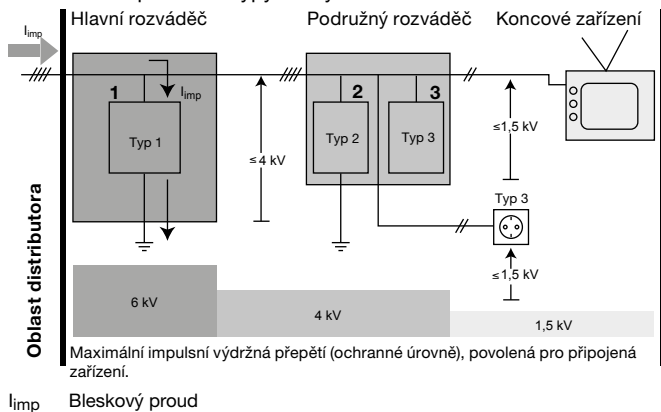 Hlavní rozváděč
Podružný rozváděč
Koncové zařízení
Iimp
1
Iimp
2
3
Typ 1
Typ 2
Typ 3
≤ 4 kV
≤1,5 kV
Typ 3
≤1,5 kV
Oblast distributora
6 kV
4 kV
1,5 kV
Maximální impulsní výdržná přepětí (ochranné úrovně), povolená pro připojená
zařízení.
Iimp Bleskový proud